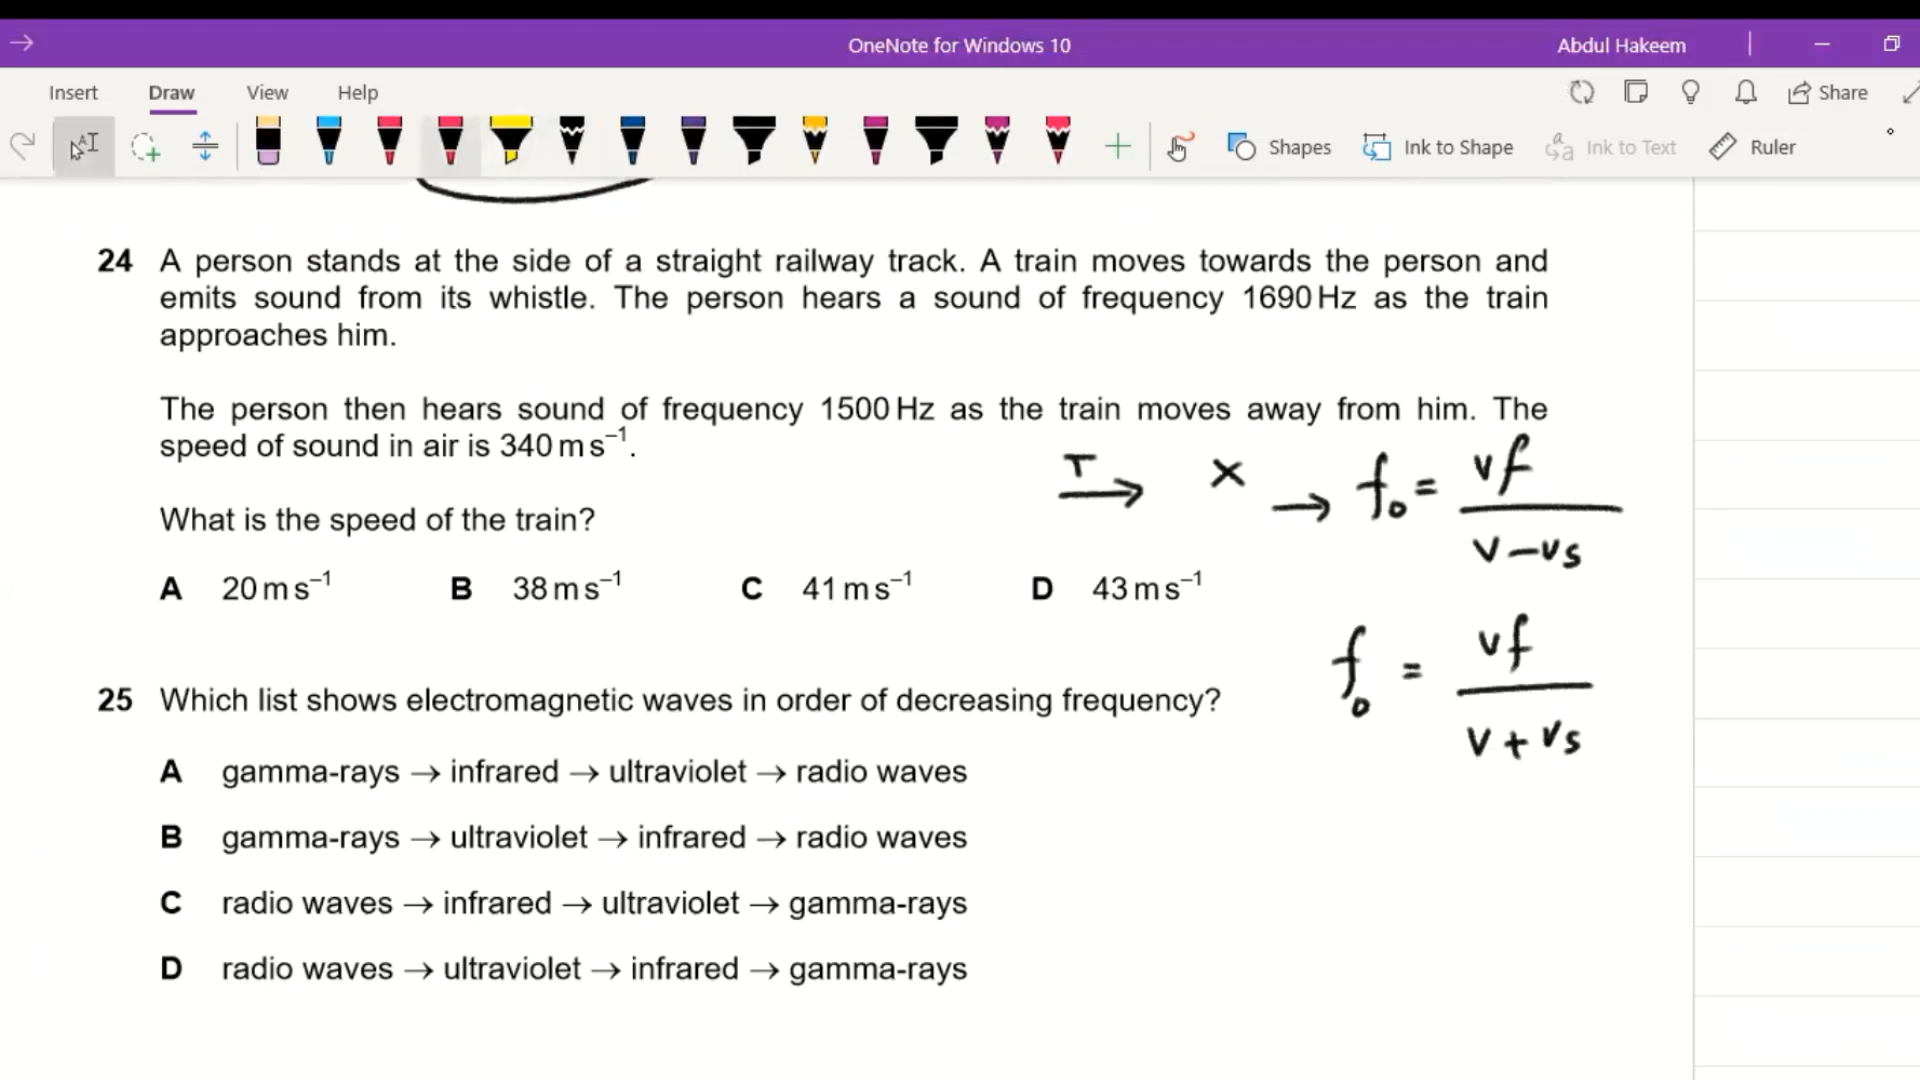 OneNote for Windows 10
Abdul Hakeem
Insert Draw View Help
Share
Shapes Ink to Shape Ink to Text Ruler
24 A person stands at the side of a straight railway track. A train moves towards the person and
emits sound from its whistle. The person hears a sound of frequency 1690 Hz as the train
approaches him.
The person then hears sound of frequency 1500 Hz as the train moves away from him. The
speed of sound in air is 340 m s⁻¹.
T → × → f₀ = vf / v − vs
What is the speed of the train?
A 20 m s⁻¹ B 38 m s⁻¹ C 41 m s⁻¹ D 43 m s⁻¹
f₀ = vf / v + vs
25 Which list shows electromagnetic waves in order of decreasing frequency?
A gamma-rays → infrared → ultraviolet → radio waves
B gamma-rays → ultraviolet → infrared → radio waves
C radio waves → infrared → ultraviolet → gamma-rays
D radio waves → ultraviolet → infrared → gamma-rays